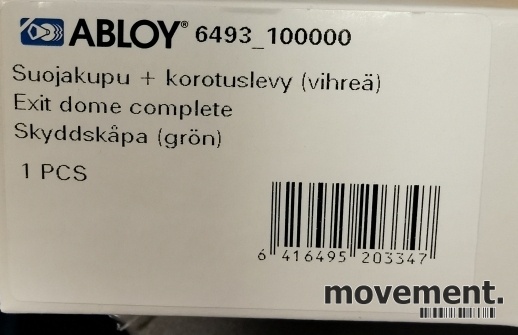 ABLOY® 6493_100000
Suojakupu + korotuslevy (vihreä)
Exit dome complete
Skyddskåpa (grön)
1 PCS
6 416495 203347
movement.